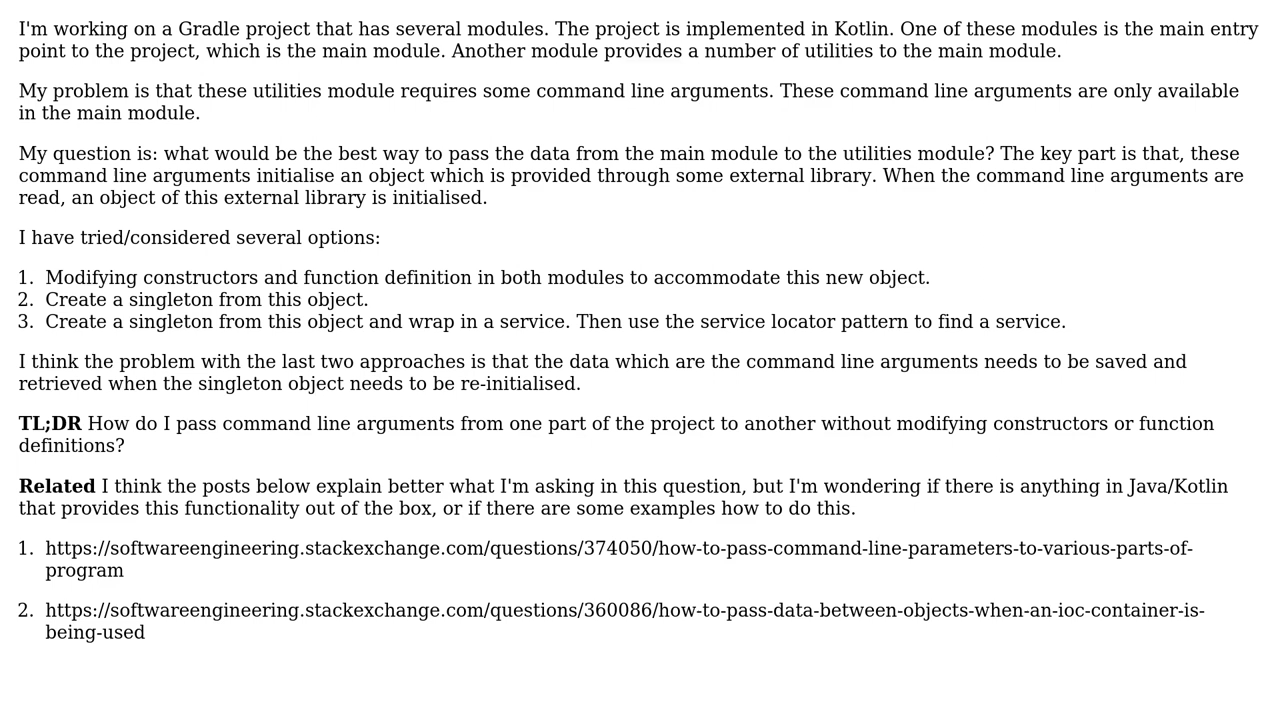 I'm working on a Gradle project that has several modules. The project is implemented in Kotlin. One of these modules is the main entry
point to the project, which is the main module. Another module provides a number of utilities to the main module.
My problem is that these utilities module requires some command line arguments. These command line arguments are only available
in the main module.
My question is: what would be the best way to pass the data from the main module to the utilities module? The key part is that, these
command line arguments initialise an object which is provided through some external library. When the command line arguments are
read, an object of this external library is initialised.
I have tried/considered several options:
1. Modifying constructors and function definition in both modules to accommodate this new object.
2. Create a singleton from this object.
3. Create a singleton from this object and wrap in a service. Then use the service locator pattern to find a service.
I think the problem with the last two approaches is that the data which are the command line arguments needs to be saved and
retrieved when the singleton object needs to be re-initialised.
TL;DR How do I pass command line arguments from one part of the project to another without modifying constructors or function
definitions?
Related I think the posts below explain better what I'm asking in this question, but I'm wondering if there is anything in Java/Kotlin
that provides this functionality out of the box, or if there are some examples how to do this.
1. https://softwareengineering.stackexchange.com/questions/374050/how-to-pass-command-line-parameters-to-various-parts-of-
program
2. https://softwareengineering.stackexchange.com/questions/360086/how-to-pass-data-between-objects-when-an-ioc-container-is-
being-used